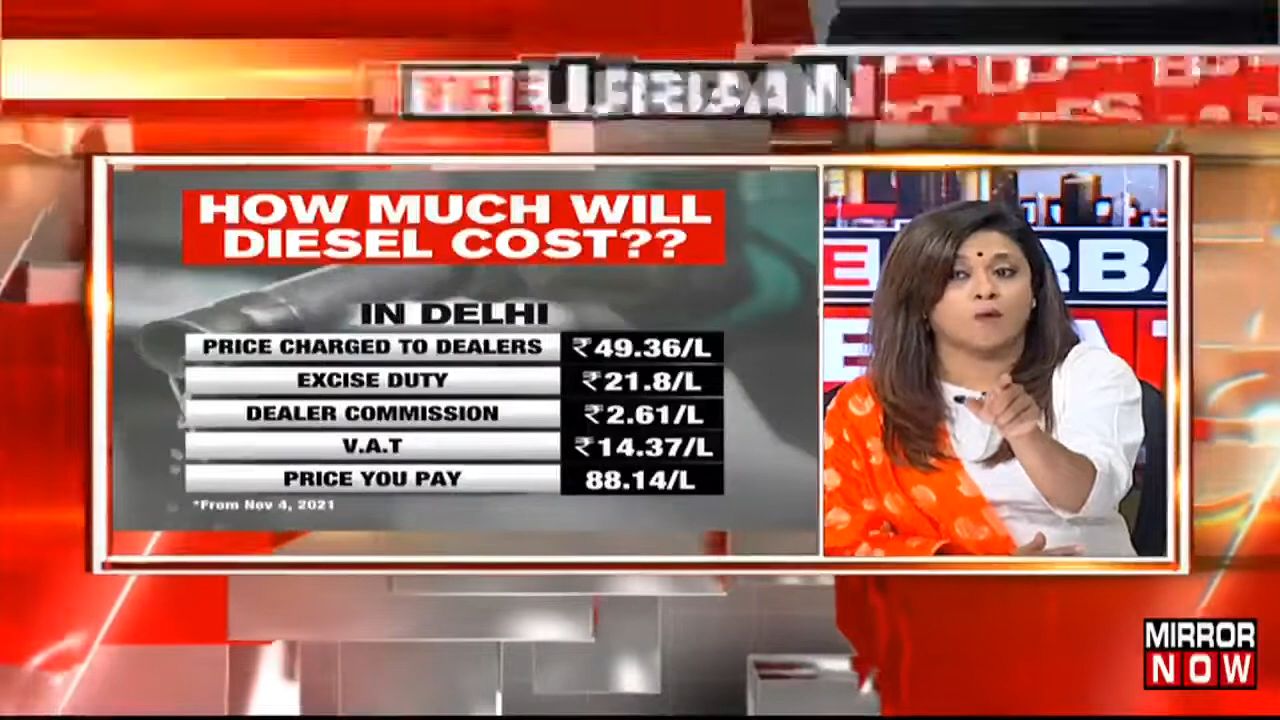 HOW MUCH WILL
DIESEL COST??
IN DELHI
PRICE CHARGED TO DEALERS ₹49.36/L
EXCISE DUTY ₹21.8/L
DEALER COMMISSION ₹2.61/L
V.A.T ₹14.37/L
PRICE YOU PAY 88.14/L
*From Nov 4, 2021
MIRROR
NOW